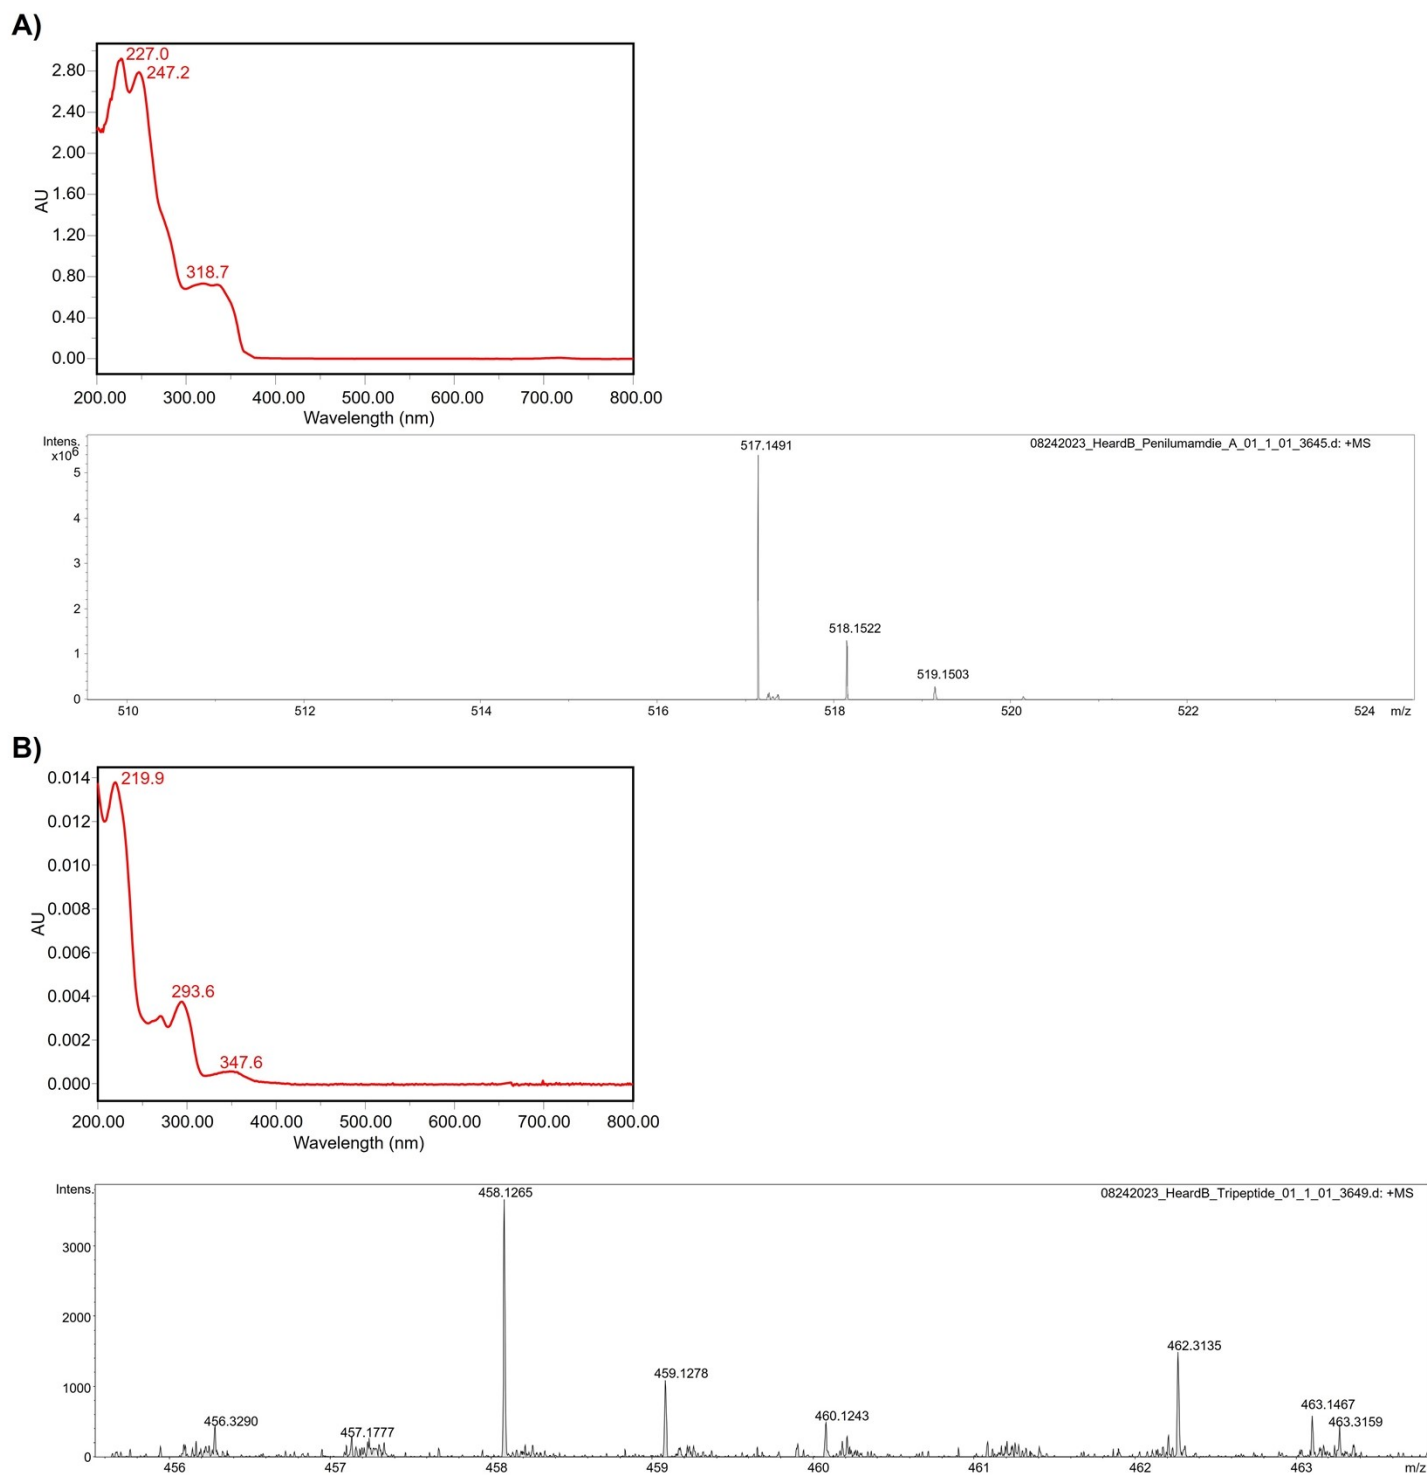 A)
227.0
247.2
2.80
2.40
2.00
1.60
1.20
0.80
0.40
0.00
AU
318.7
200.00 300.00 400.00 500.00 600.00 700.00 800.00
Wavelength (nm)
Intens.
x10⁶
08242023_HeardB_Penilumamdie_A_01_1_01_3645.d: +MS
517.1491
5
4
3
2
1
0
518.1522
519.1503
510 512 514 516 518 520 522 524 m/z
B)
219.9
0.014
0.012
0.010
0.008
0.006
0.004
0.002
0.000
AU
293.6
347.6
200.00 300.00 400.00 500.00 600.00 700.00 800.00
Wavelength (nm)
Intens.
458.1265
08242023_HeardB_Tripeptide_01_1_01_3649.d: +MS
3000
2000
1000
0
462.3135
459.1278
463.1467
460.1243
456.3290
463.3159
457.1777
456 457 458 459 460 461 462 463 m/z